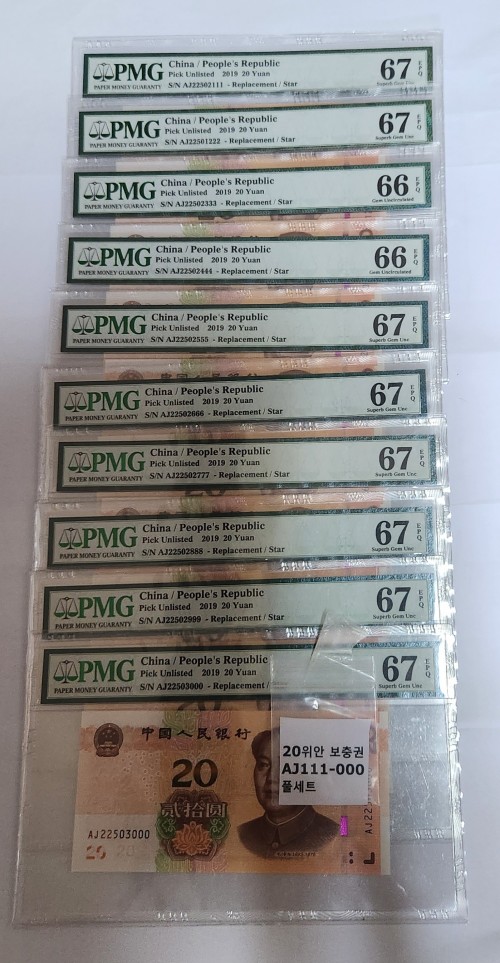 PMG
PAPER MONEY GUARANTY
China / People's Republic
Pick Unlisted 2019 20 Yuan
S/N AJ22502111 - Replacement / Star
67 EPQ
Superb Gem Unc
PMG
PAPER MONEY GUARANTY
China / People's Republic
Pick Unlisted 2019 20 Yuan
S/N AJ22501222 - Replacement / Star
67 EPQ
Superb Gem Unc
PMG
PAPER MONEY GUARANTY
China / People's Republic
Pick Unlisted 2019 20 Yuan
S/N AJ22502333 - Replacement / Star
66 EPQ
Gem Uncirculated
PMG
PAPER MONEY GUARANTY
China / People's Republic
Pick Unlisted 2019 20 Yuan
S/N AJ22502444 - Replacement / Star
66 EPQ
Gem Uncirculated
PMG
PAPER MONEY GUARANTY
China / People's Republic
Pick Unlisted 2019 20 Yuan
S/N AJ22502555 - Replacement / Star
67 EPQ
Superb Gem Unc
PMG
PAPER MONEY GUARANTY
China / People's Republic
Pick Unlisted 2019 20 Yuan
S/N AJ22502666 - Replacement / Star
67 EPQ
Superb Gem Unc
PMG
PAPER MONEY GUARANTY
China / People's Republic
Pick Unlisted 2019 20 Yuan
S/N AJ22502777 - Replacement / Star
67 EPQ
Superb Gem Unc
PMG
PAPER MONEY GUARANTY
China / People's Republic
Pick Unlisted 2019 20 Yuan
S/N AJ22502888 - Replacement / Star
67 EPQ
Superb Gem Unc
PMG
PAPER MONEY GUARANTY
China / People's Republic
Pick Unlisted 2019 20 Yuan
S/N AJ22502999 - Replacement / Star
67 EPQ
Superb Gem Unc
PMG
PAPER MONEY GUARANTY
China / People's Republic
Pick Unlisted 2019 20 Yuan
S/N AJ22503000 - Replacement /
67 EPQ
Superb Gem Unc
中国人民银行
20
贰拾圆
AJ22503000
20위안 보충권
AJ111-000
풀세트